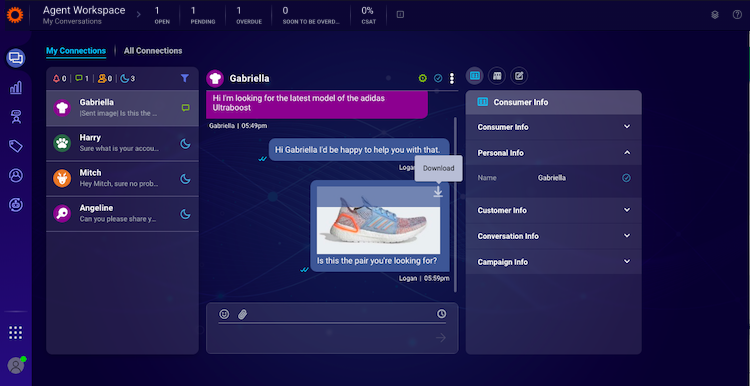 Agent Workspace
My Conversations
1
OPEN
1
PENDING
1
OVERDUE
0
SOON TO BE OVERD...
0%
CSAT
My Connections
All Connections
0
1
0
3
Gabriella
[Sent image] Is this the ...
Harry
Sure what is your accou...
Mitch
Hey Mitch, sure no prob...
Angeline
Can you please share y...
Gabriella
Hi I'm looking for the latest model of the adidas
Ultraboost
Gabriella | 05:49pm
Hi Gabriella I'd be happy to help you with that.
Logan
Download
Is this the pair you're looking for?
Logan | 05:59pm
Consumer Info
Consumer Info
Personal Info
Name Gabriella
Customer Info
Conversation Info
Campaign Info